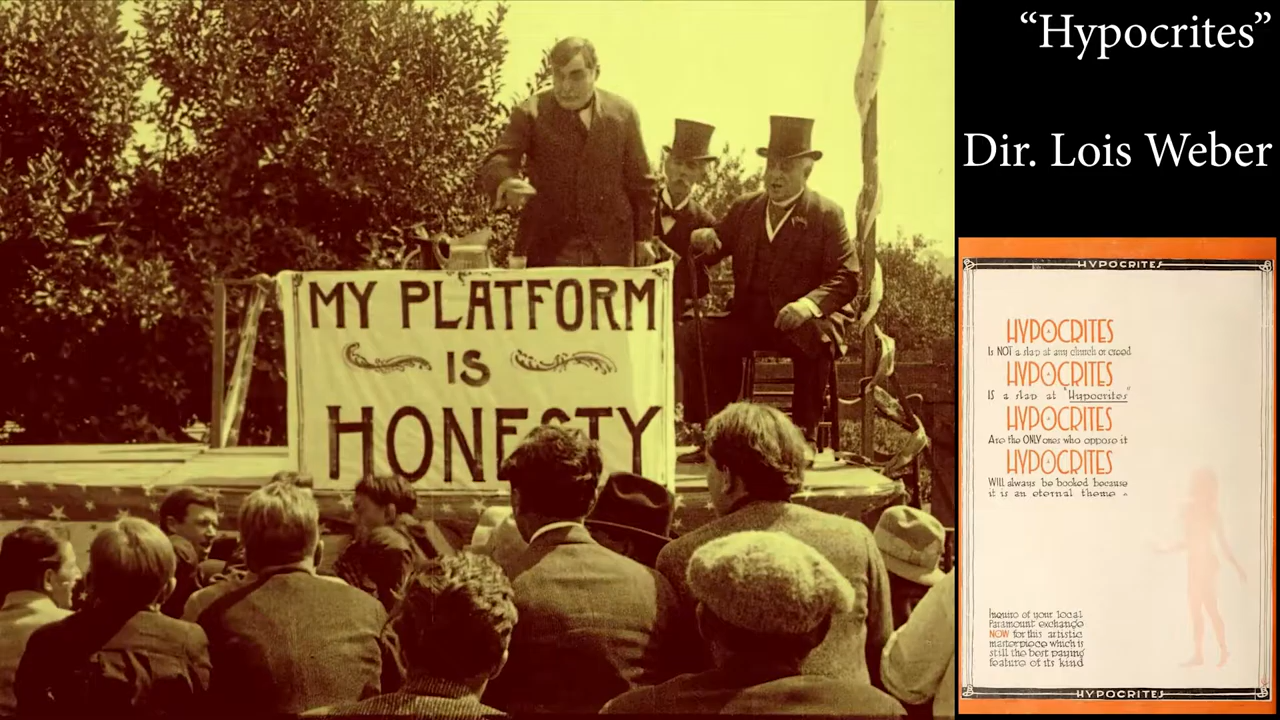 MY PLATFORM
IS
HONESTY
“Hypocrites”
Dir. Lois Weber
HYPOCRITES
HYPOCRITES
Is NOT a slap at any church or creed
HYPOCRITES
IS a slap at "Hypocrites"
HYPOCRITES
Are the ONLY ones who oppose it
HYPOCRITES
WILL always be booked because
it is an eternal theme
Inquire of your local
Paramount exchange
NOW for this artistic
masterpiece which is
still the best paying
feature of its kind
HYPOCRITES